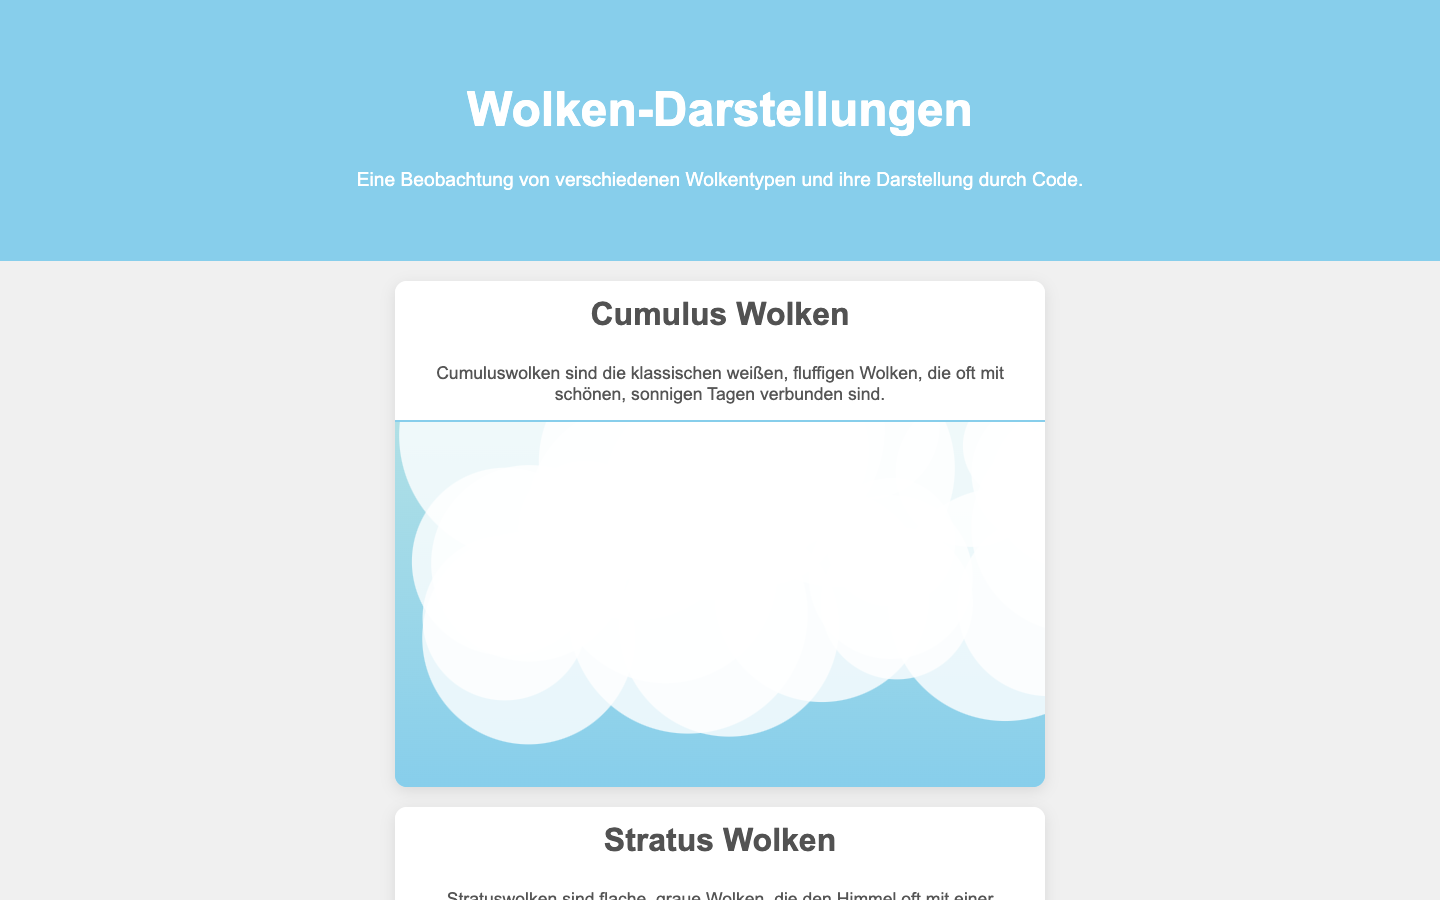 Wolken-Darstellungen
Eine Beobachtung von verschiedenen Wolkentypen und ihre Darstellung durch Code.
Cumulus Wolken
Cumuluswolken sind die klassischen weißen, fluffigen Wolken, die oft mit
schönen, sonnigen Tagen verbunden sind.
Stratus Wolken
Stratuswolken sind flache, graue Wolken, die den Himmel oft mit einer